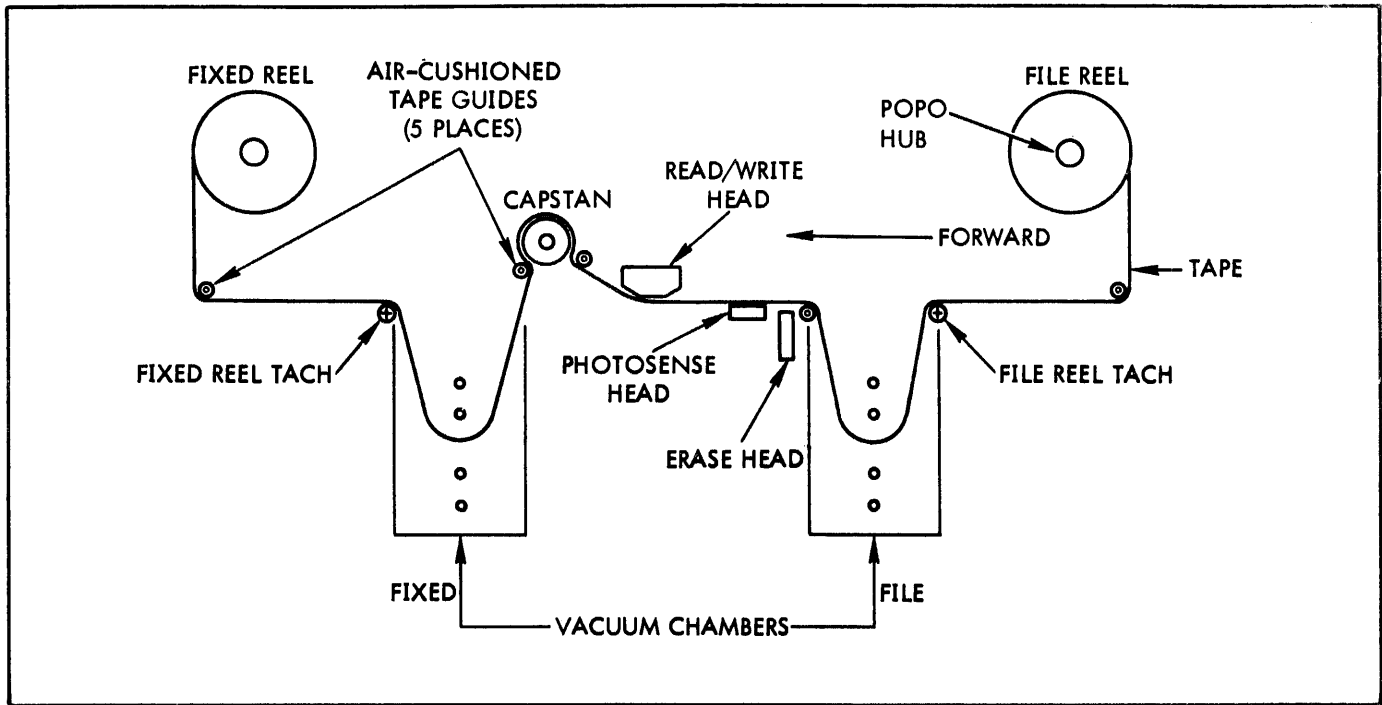 FIXED REEL
AIR-CUSHIONED
TAPE GUIDES
(5 PLACES)
FILE REEL
POPO
HUB
READ/WRITE
HEAD
CAPSTAN
FORWARD
TAPE
FIXED REEL TACH
PHOTOSENSE
HEAD
FILE REEL TACH
ERASE HEAD
FIXED
FILE
VACUUM CHAMBERS